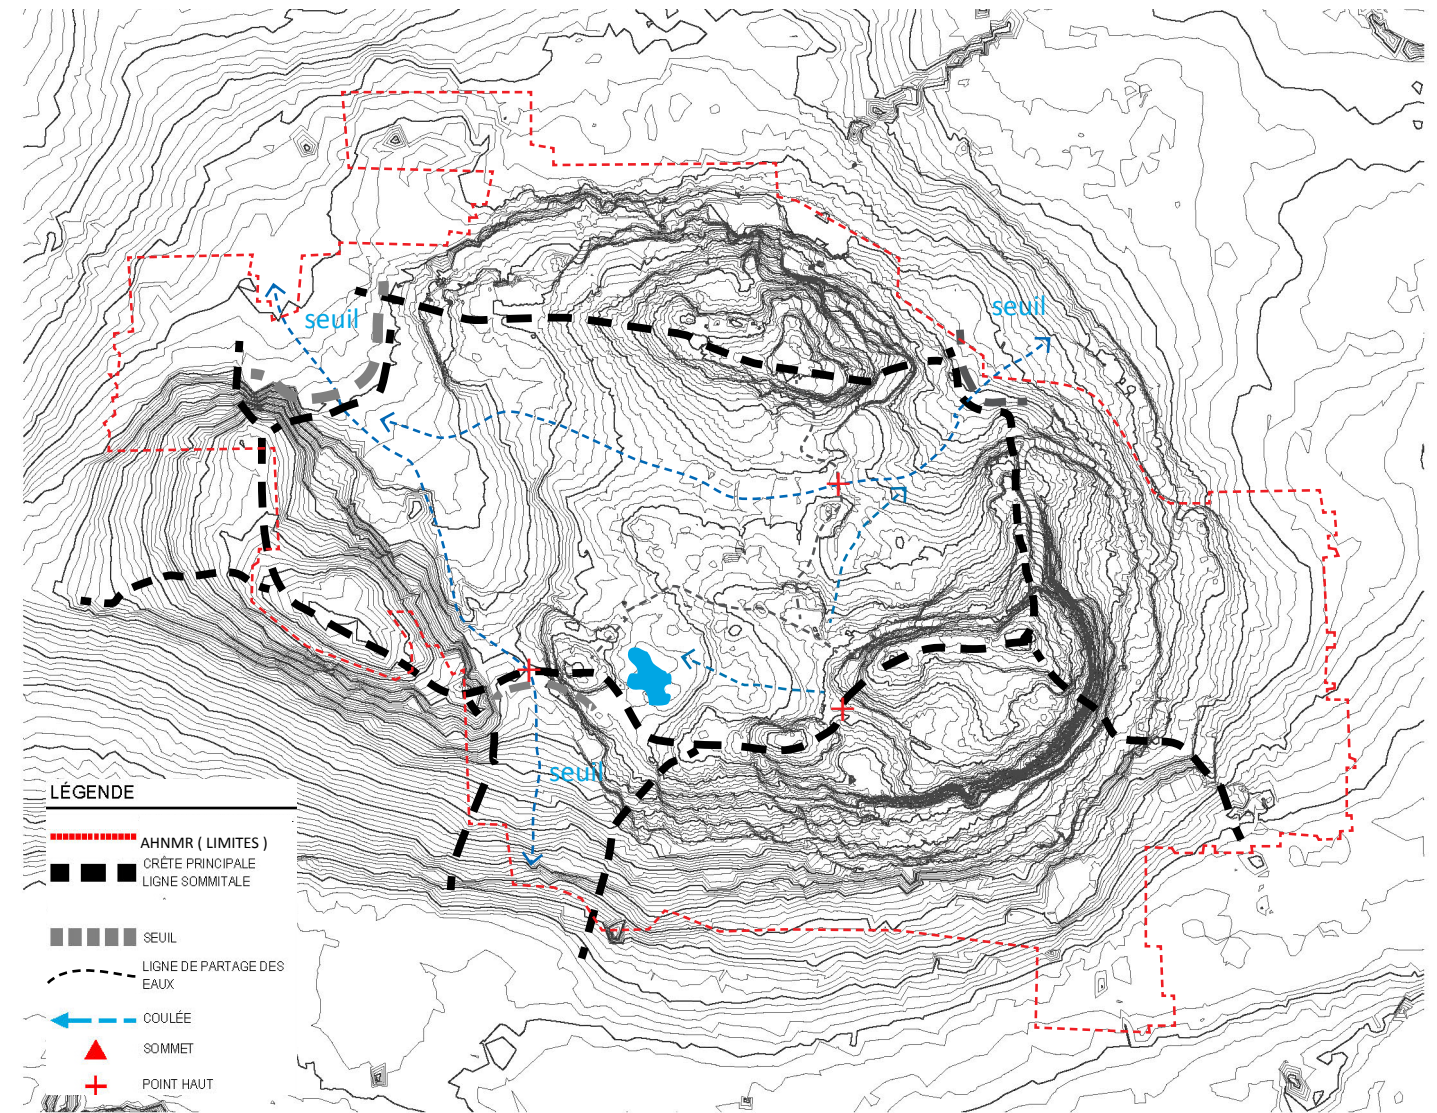 seuil
seuil
seuil
LÉGENDE
AHNMR ( LIMITES )
CRÊTE PRINCIPALE
LIGNE SOMMITALE
SEUIL
LIGNE DE PARTAGE DES
EAUX
COULÉE
SOMMET
POINT HAUT